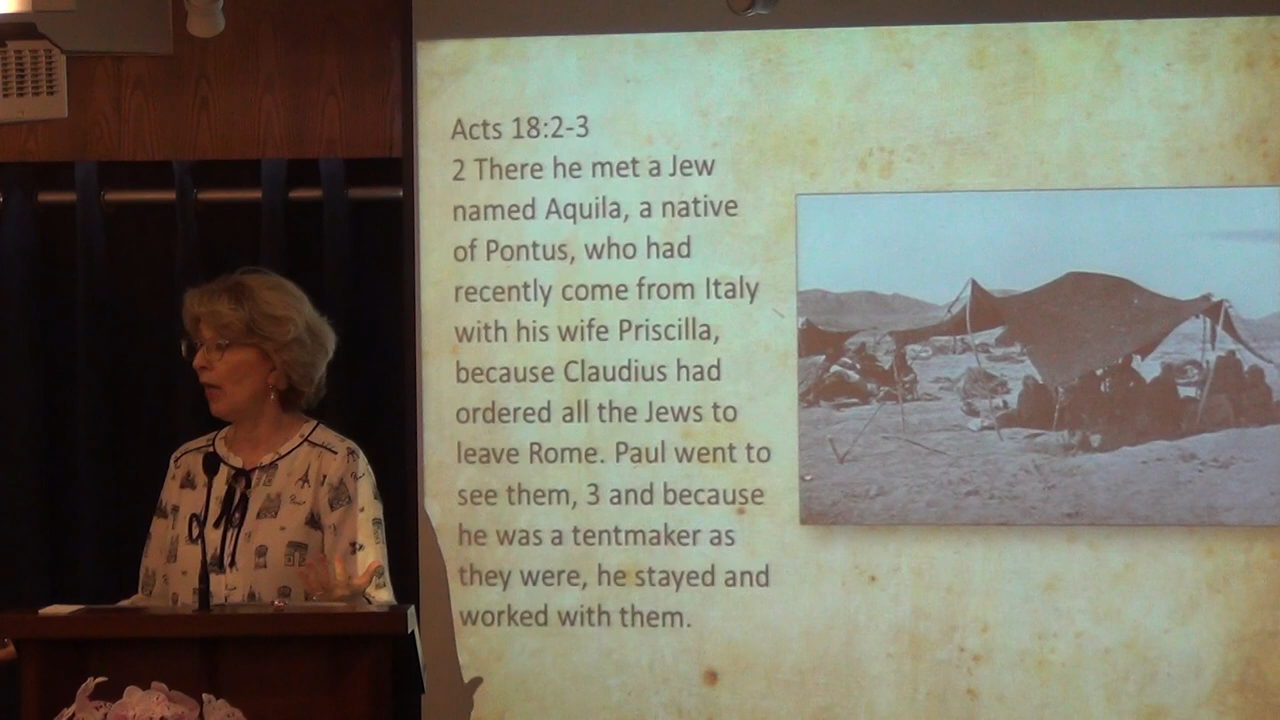 Acts 18:2-3
2 There he met a Jew
named Aquila, a native
of Pontus, who had
recently come from Italy
with his wife Priscilla,
because Claudius had
ordered all the Jews to
leave Rome. Paul went to
see them, 3 and because
he was a tentmaker as
they were, he stayed and
worked with them.